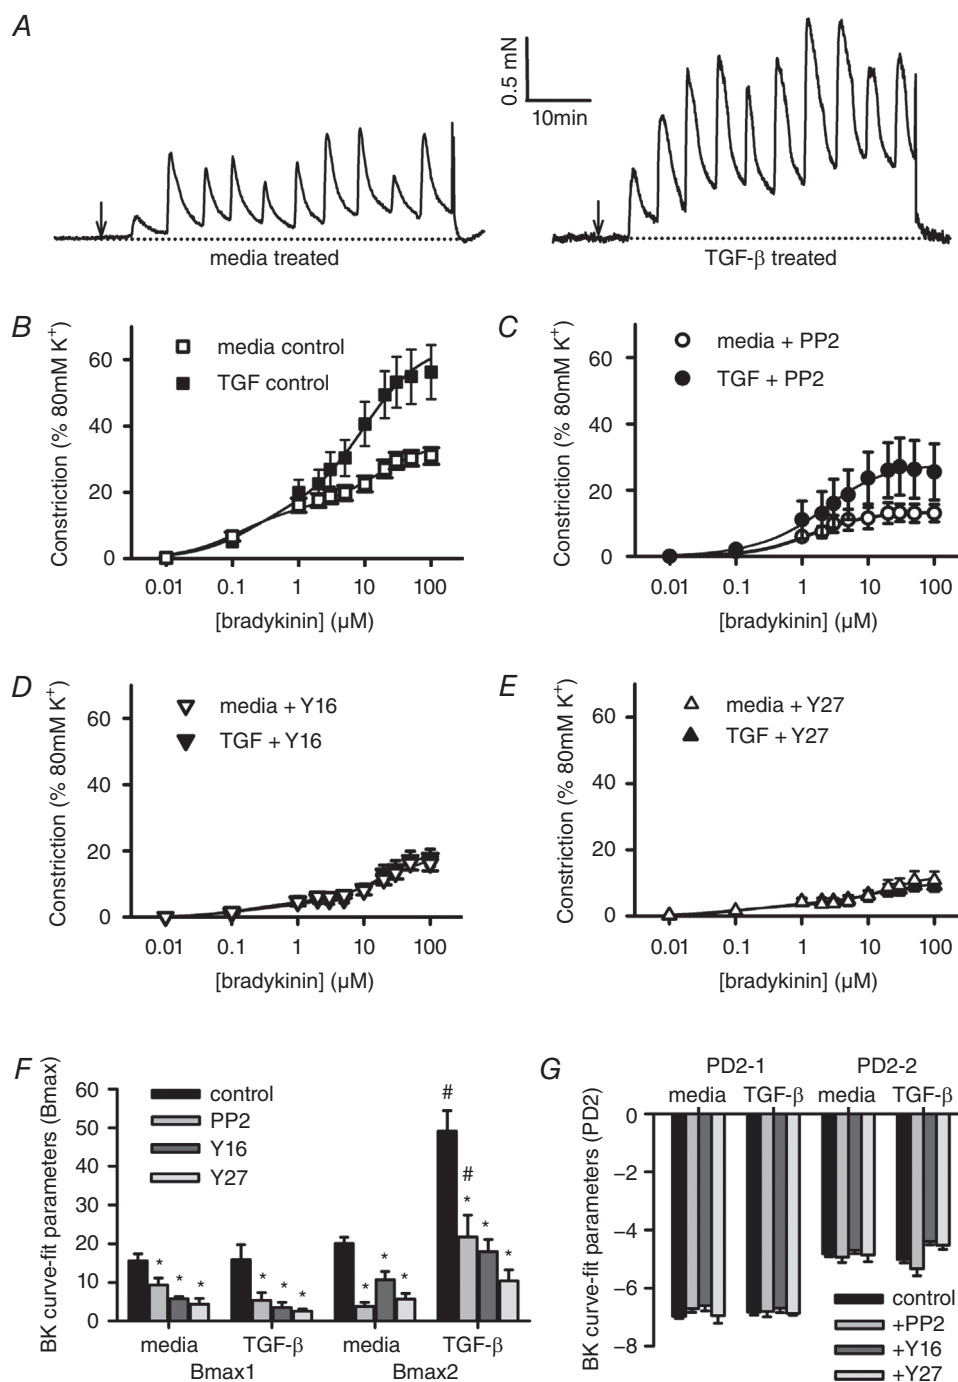 A
0.5 mN
10min
media treated
TGF-β treated
B
Constriction (% 80mM K+)
60
40
20
0
media control
TGF control
0.01 0.1 1 10 100
[bradykinin] (µM)
C
Constriction (% 80mM K+)
60
40
20
0
media + PP2
TGF + PP2
0.01 0.1 1 10 100
[bradykinin] (µM)
D
Constriction (% 80mM K+)
60
40
20
0
media + Y16
TGF + Y16
0.01 0.1 1 10 100
[bradykinin] (µM)
E
Constriction (% 80mM K+)
60
40
20
0
media + Y27
TGF + Y27
0.01 0.1 1 10 100
[bradykinin] (µM)
F
BK curve-fit parameters (Bmax)
60
50
40
30
20
10
0
control
PP2
Y16
Y27
* * *
* * *
* * *
#
#
* * *
media TGF-β media TGF-β
Bmax1 Bmax2
G
BK curve-fit parameters (PD2)
PD2-1 PD2-2
media TGF-β media TGF-β
0
−2
−4
−6
−8
control
+PP2
+Y16
+Y27